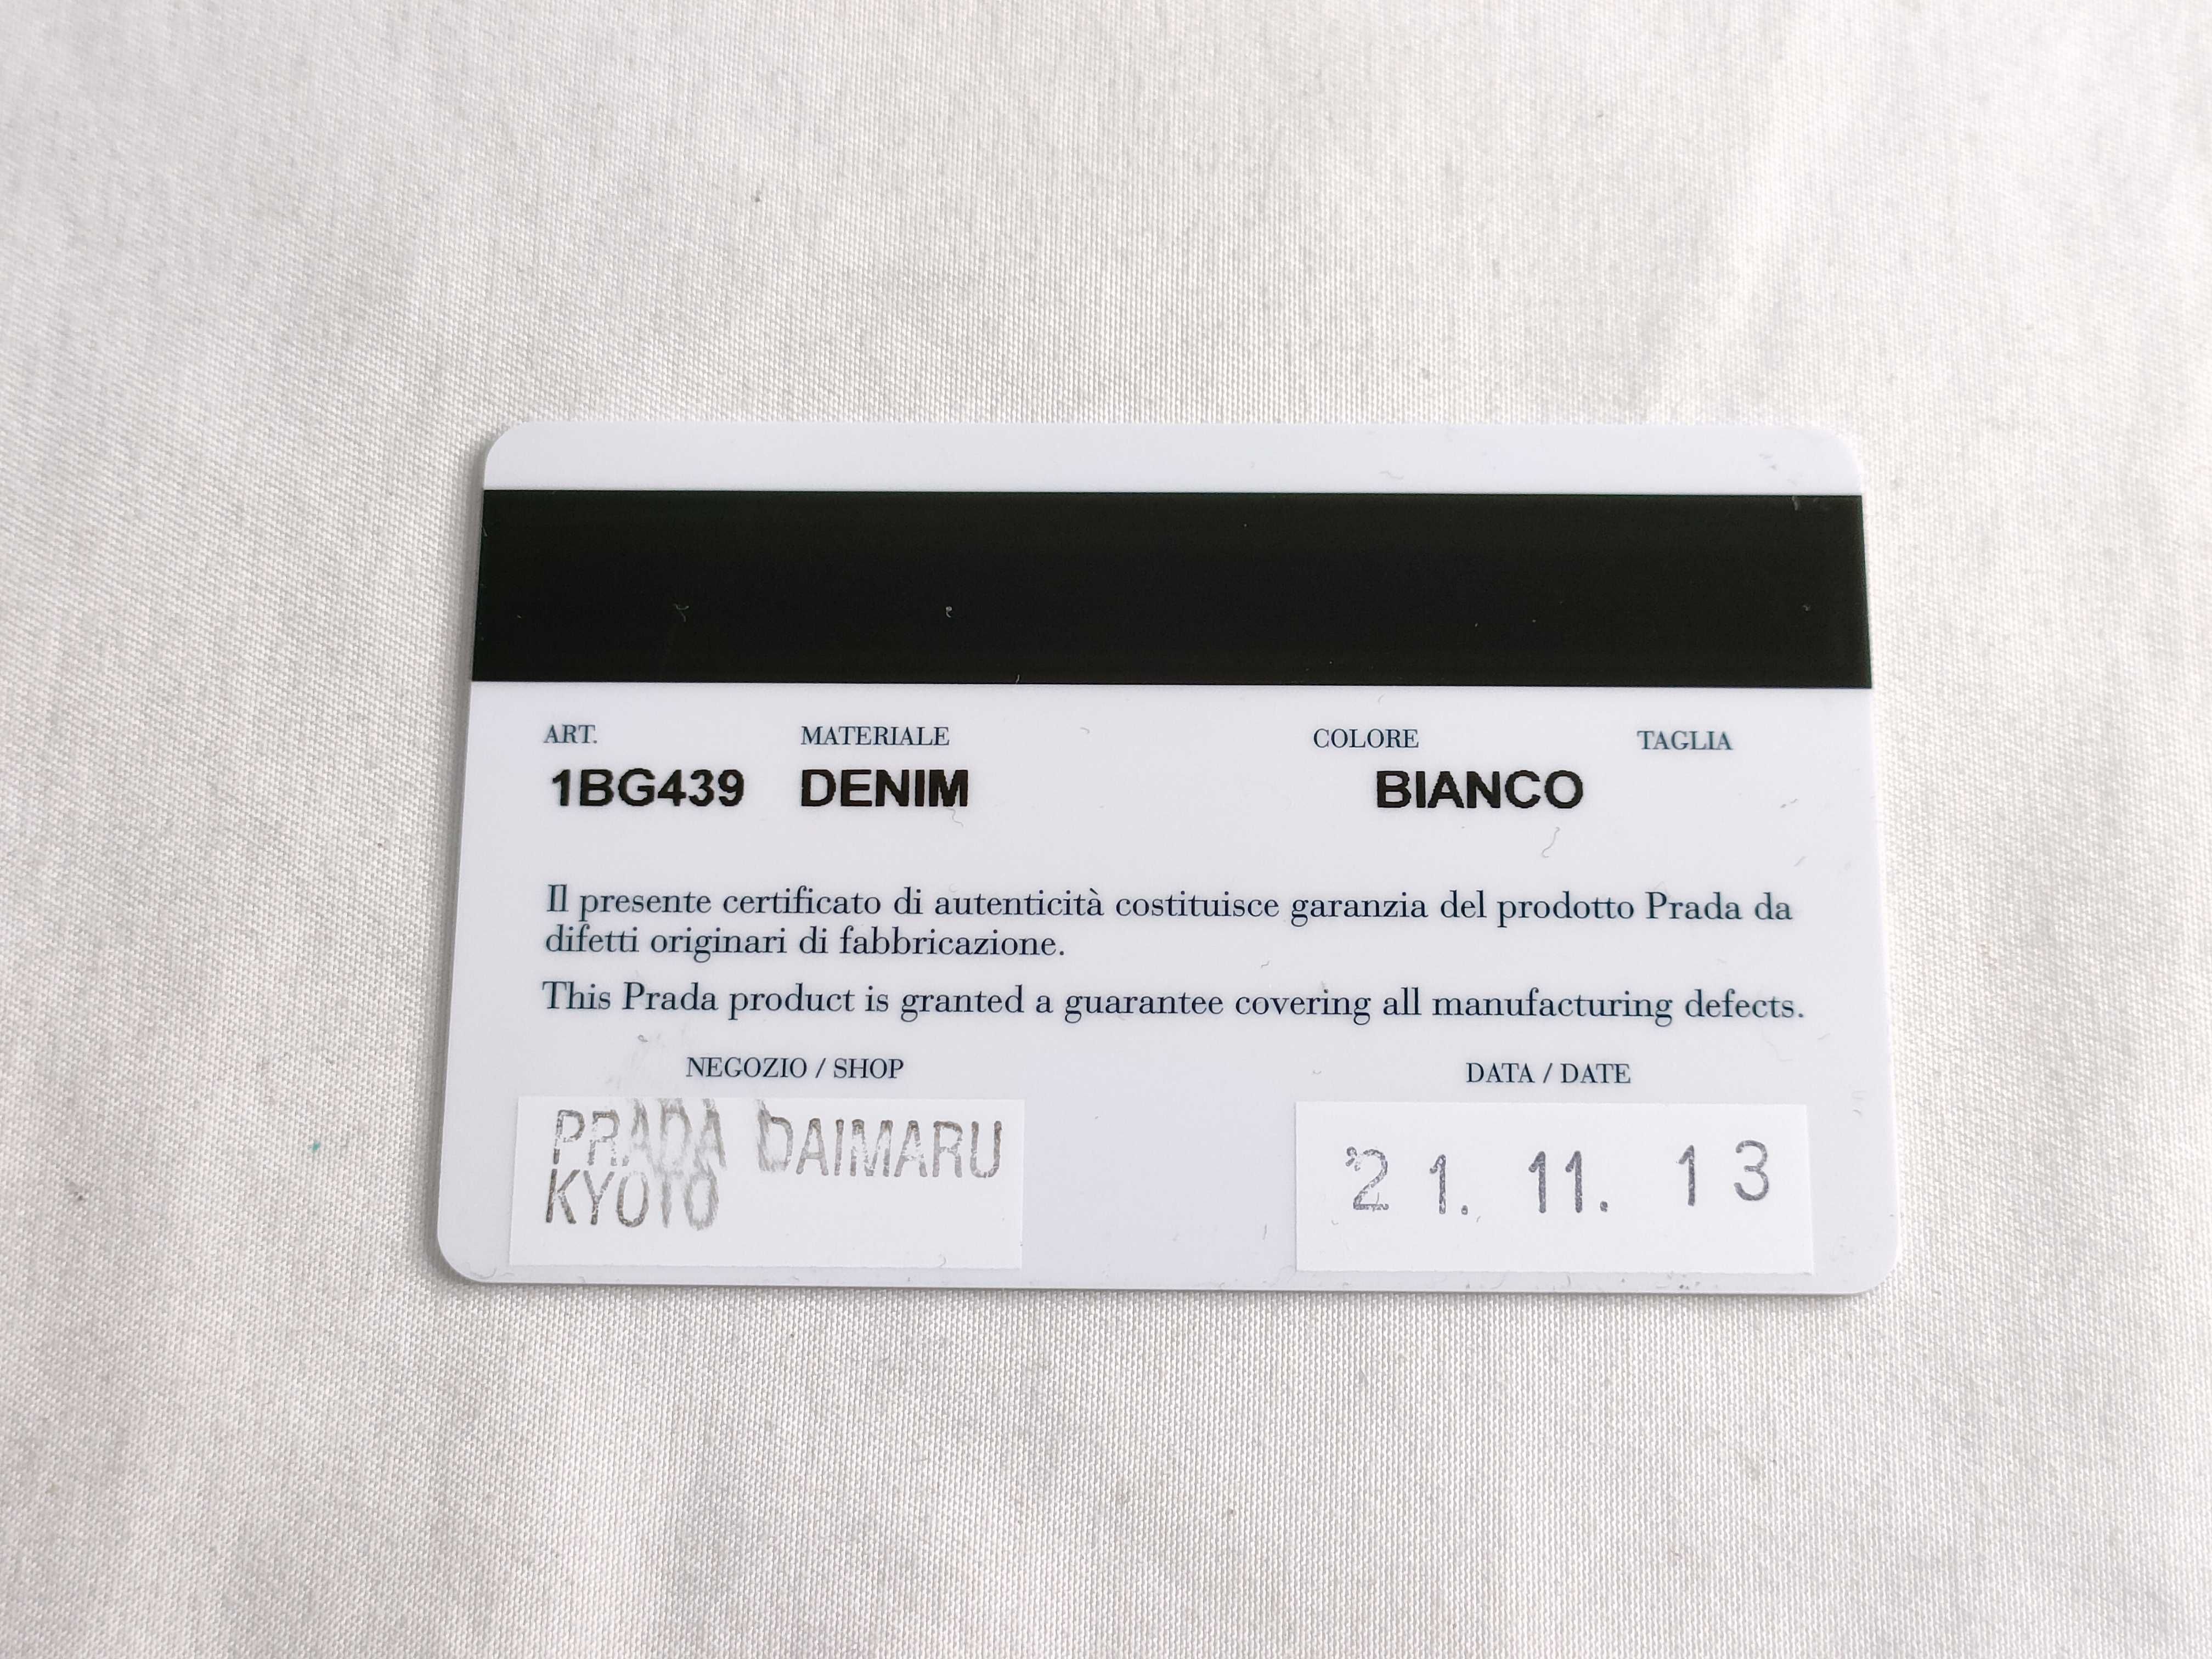 ART. MATERIALE COLORE TAGLIA
1BG439 DENIM BIANCO
Il presente certificato di autenticità costituisce garanzia del prodotto Prada da
difetti originari di fabbricazione.
This Prada product is granted a guarantee covering all manufacturing defects.
NEGOZIO / SHOP DATA / DATE
PRADA DAIMARU
KYOTO
'21. 11. 13